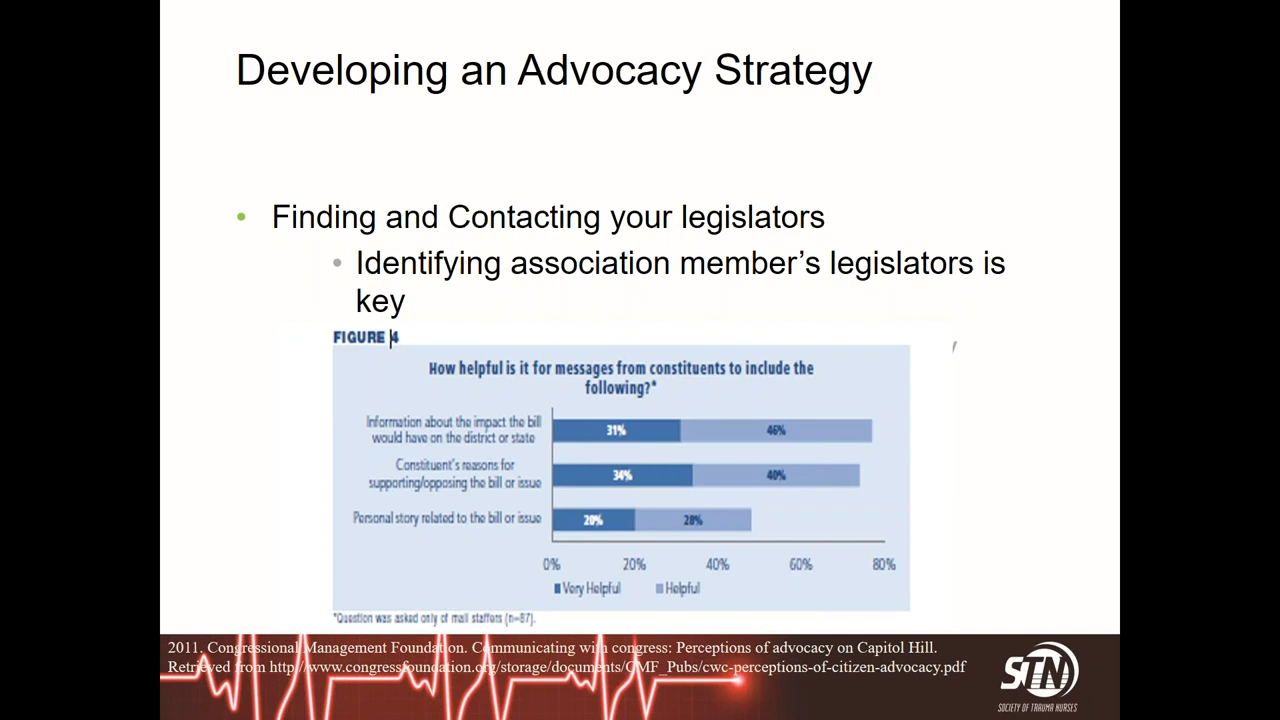 Developing an Advocacy Strategy
• Finding and Contacting your legislators
• Identifying association member’s legislators is
key
FIGURE 4
How helpful is it for messages from constituents to include the
following?*
Information about the impact the bill
would have on the district or state
31%
46%
Constituent's reasons for
supporting/opposing the bill or issue
34%
40%
Personal story related to the bill or issue
20%
28%
0%
20%
40%
60%
80%
Very Helpful
Helpful
*Question was asked only of mail staffers (n=87).
2011. Congressional Management Foundation. Communicating with congress: Perceptions of advocacy on Capitol Hill.
Retrieved from http://www.congressfoundation.org/storage/documents/CMF_Pubs/cwc-perceptions-of-citizen-advocacy.pdf
STN
SOCIETY OF TRAUMA NURSES